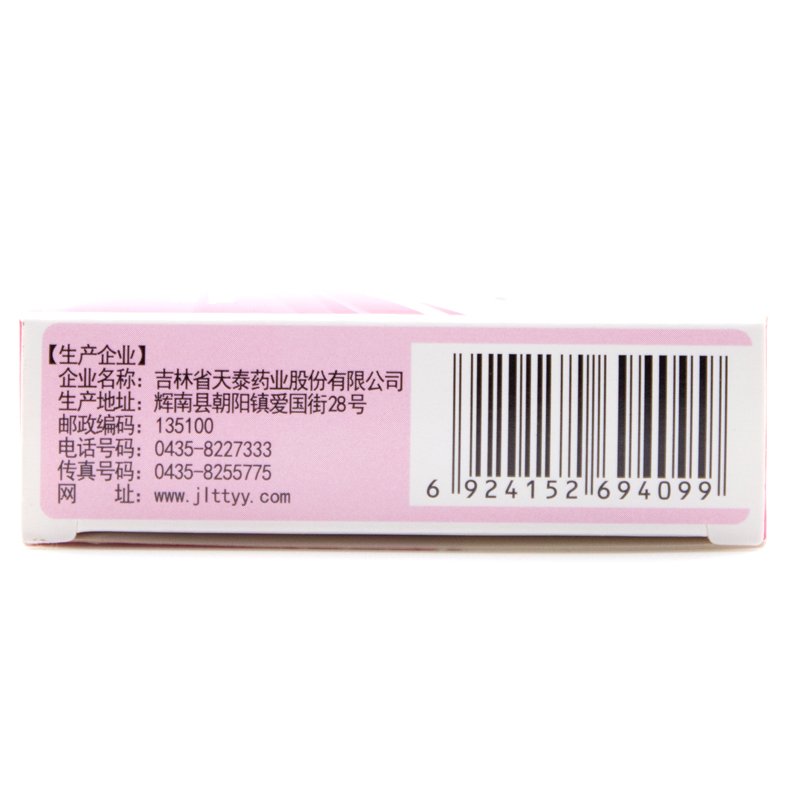 【生产企业】
企业名称：吉林省天泰药业股份有限公司
生产地址：辉南县朝阳镇爱国街28号
邮政编码：135100
电话号码：0435-8227333
传真号码：0435-8255775
网 址：www.jlttyy.com
6 924152 694099